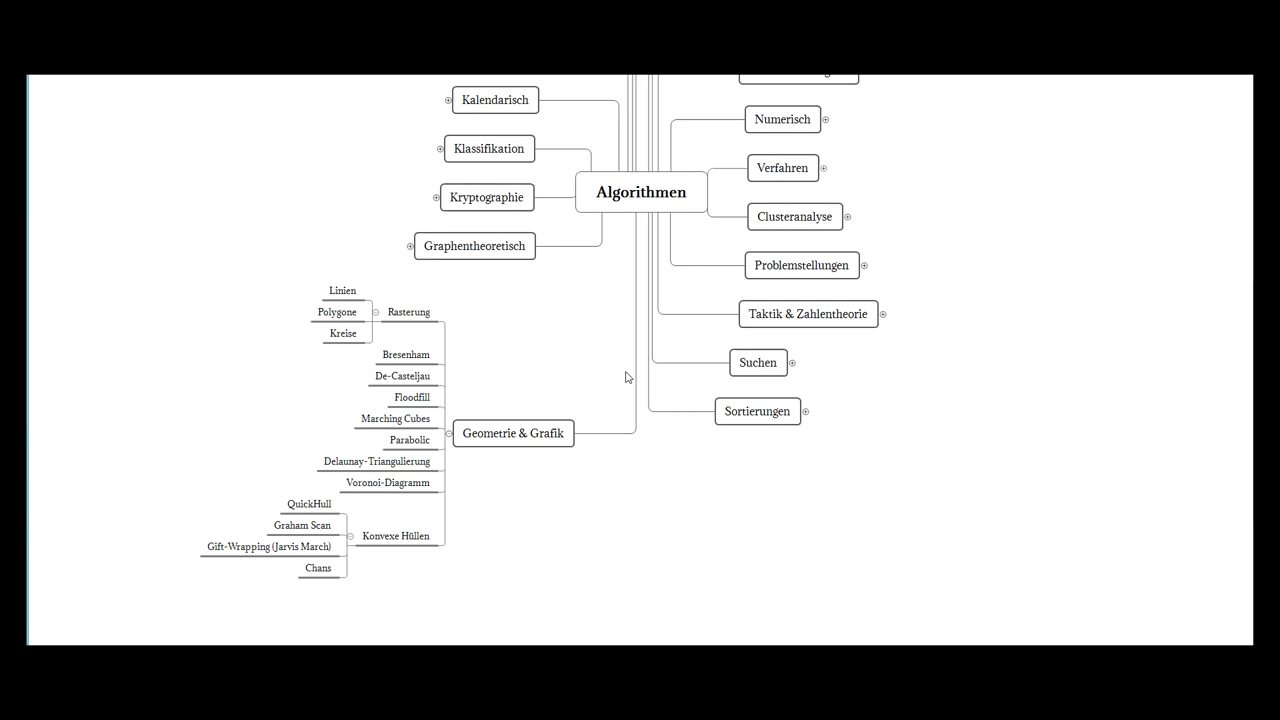 Kalendarisch
Klassifikation
Kryptographie
Graphentheoretisch
Algorithmen
Numerisch
Verfahren
Clusteranalyse
Problemstellungen
Taktik & Zahlentheorie
Suchen
Sortierungen
Geometrie & Grafik
Rasterung
Linien
Polygone
Kreise
Bresenham
De-Casteljau
Floodfill
Marching Cubes
Parabolic
Delaunay-Triangulierung
Voronoi-Diagramm
Konvexe Hüllen
QuickHull
Graham Scan
Gift-Wrapping (Jarvis March)
Chans